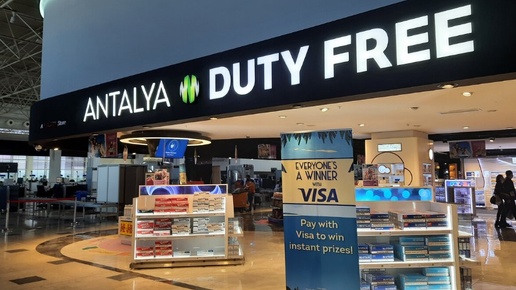 ANTALYA DUTY FREE
EVERYONE'S
A WINNER
WITH
VISA
Pay with
Visa to win
instant prizes!